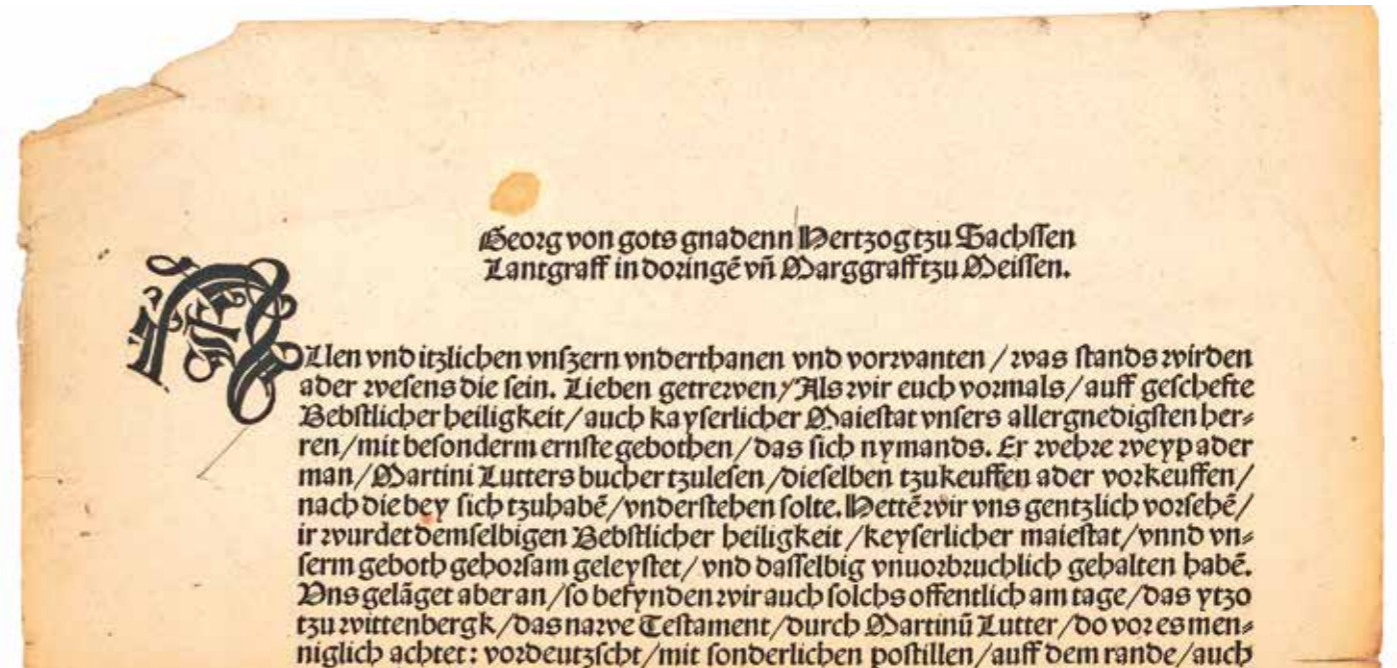 Georg von gots gnadenn Hertzog tzu Sachssen
Lantgraff in doringē vn̄ Marggraff tzu Meissen.
ALlen vnd itzlichen vnszern vnderthanen vnd vorwanten / was stands wirden
ader wesens die sein. Lieben getrewen / Als wir euch vormals / auff geschefte
Bebstlicher heiligkeit / auch kayserlicher Maiestat vnsers allergnedigsten her⸗
ren / mit besonderm ernste gebothen / das sich nymands. Er wehre weyp ader
man / Martini Lutters bucher tzulesen / dieselben tzukeuffen ader vorkeuffen /
nach die bey sich tzuhabē / vnderstehen solte. Hettē wir vns gentzlich vorsehē /
ir wurdet demselbigen Bebstlicher heiligkeit / keyserlicher maiestat / vnnd vn⸗
serm geboth gehorsam geleystet / vnd dasselbig vnuorbruchlich gehalten habē.
Vns gelāget aber an / so befynden wir auch solchs offentlich am tage / das ytzo
tzu wittenbergk / das nawe Testament / durch Martinū Lutter / do vor es men⸗
niglich achtet : vordeutzscht / mit sonderlichen postillen / auff dem rande / auch